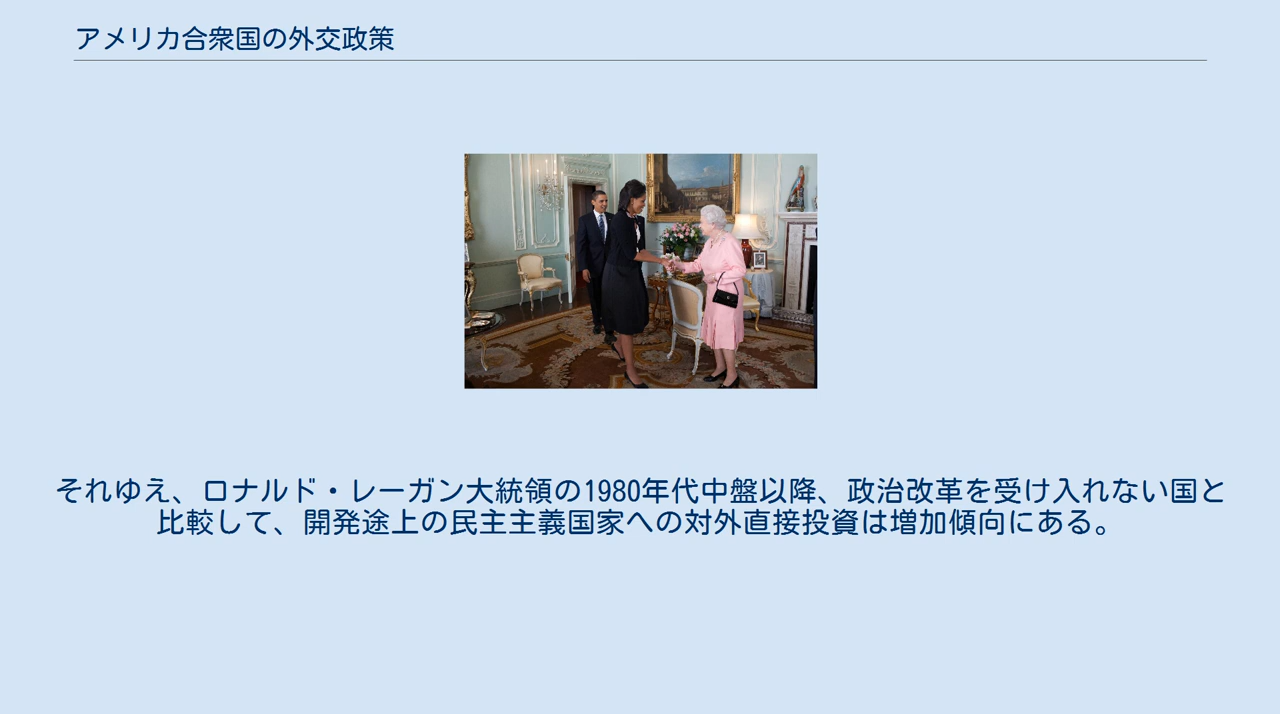 アメリカ合衆国の外交政策
それゆえ、ロナルド・レーガン大統領の1980年代中盤以降、政治改革を受け入れない国と
比較して、開発途上の民主主義国家への対外直接投資は増加傾向にある。